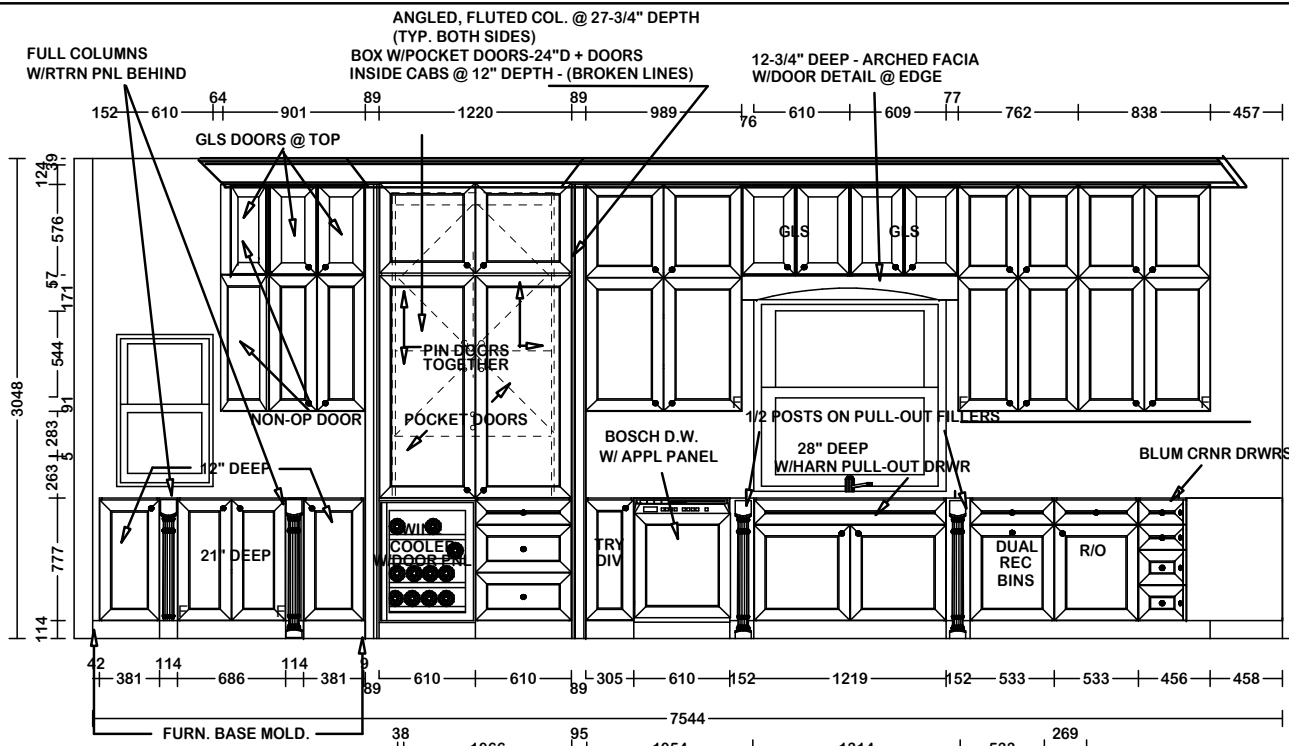 ANGLED, FLUTED COL. @ 27-3/4" DEPTH
(TYP. BOTH SIDES)
BOX W/POCKET DOORS-24"D + DOORS
INSIDE CABS @ 12" DEPTH - (BROKEN LINES)
FULL COLUMNS
W/RTRN PNL BEHIND
12-3/4" DEEP - ARCHED FACIA
W/DOOR DETAIL @ EDGE
152 610 64 901 89 1220 89 989 76 610 609 77 762 838 457
GLS DOORS @ TOP
39
124
576
57
171
544
91
283
5
263
777
114
3048
GLS GLS
PIN DOORS
TOGETHER
NON-OP DOOR
POCKET DOORS
1/2 POSTS ON PULL-OUT FILLERS
BOSCH D.W.
W/ APPL PANEL
28" DEEP
W/HARN PULL-OUT DRWR
BLUM CRNR DRWRS
12" DEEP
21" DEEP
COOLER
W/DOOR PNL
TRY
DIV
DUAL
REC
BINS
R/O
42 381 114 686 114 381 9 89 610 610 89 305 610 152 1219 152 533 533 456 458
7544
FURN. BASE MOLD.
38 95 269